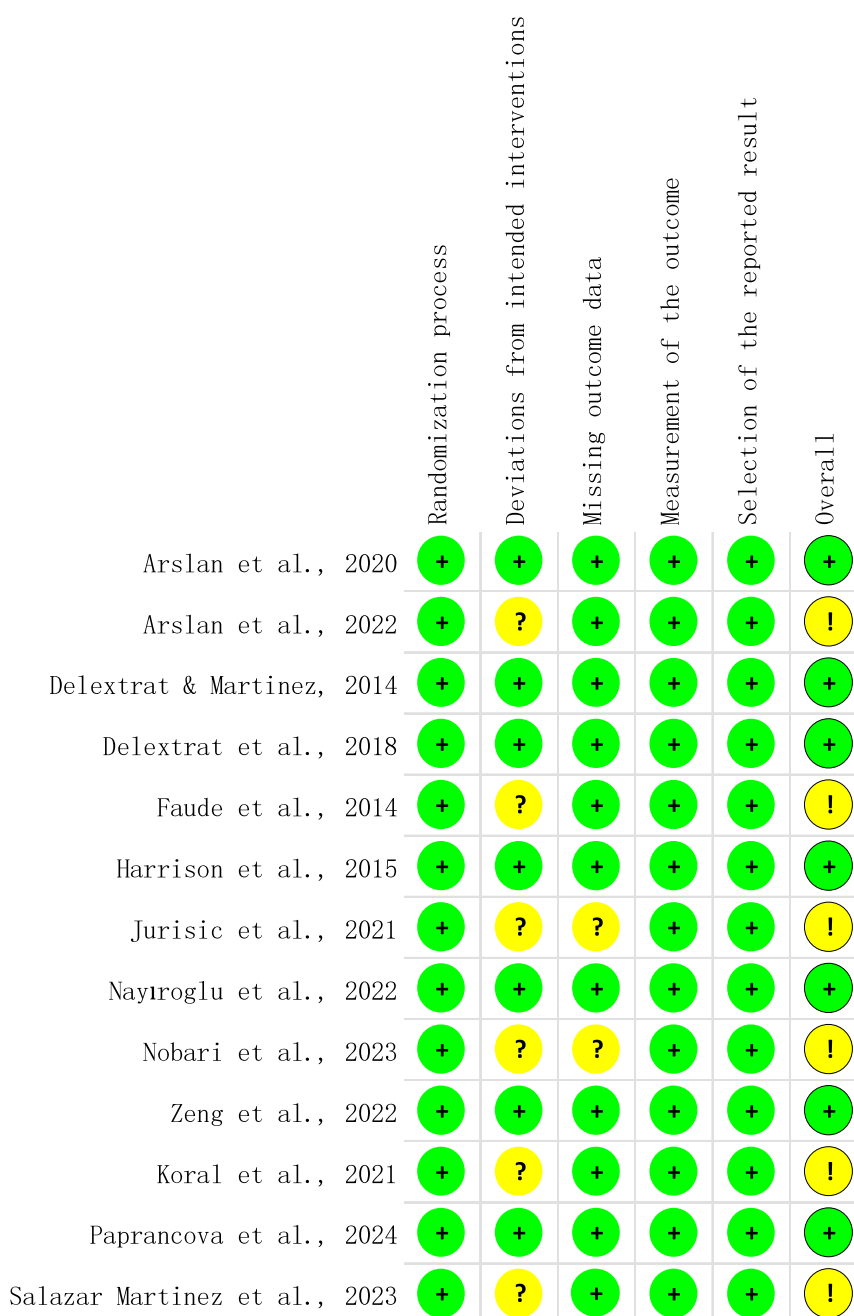 Randomization process
Deviations from intended interventions
Missing outcome data
Measurement of the outcome
Selection of the reported result
Overall
Arslan et al., 2020 + + + + + +
Arslan et al., 2022 + ? + + + !
Delextrat & Martinez, 2014 + + + + + +
Delextrat et al., 2018 + + + + + +
Faude et al., 2014 + ? + + + !
Harrison et al., 2015 + + + + + +
Jurisic et al., 2021 + ? ? + + !
Nayıroglu et al., 2022 + + + + + +
Nobari et al., 2023 + ? ? + + !
Zeng et al., 2022 + + + + + +
Koral et al., 2021 + ? + + + !
Paprancova et al., 2024 + + + + + +
Salazar Martinez et al., 2023 + ? + + + !